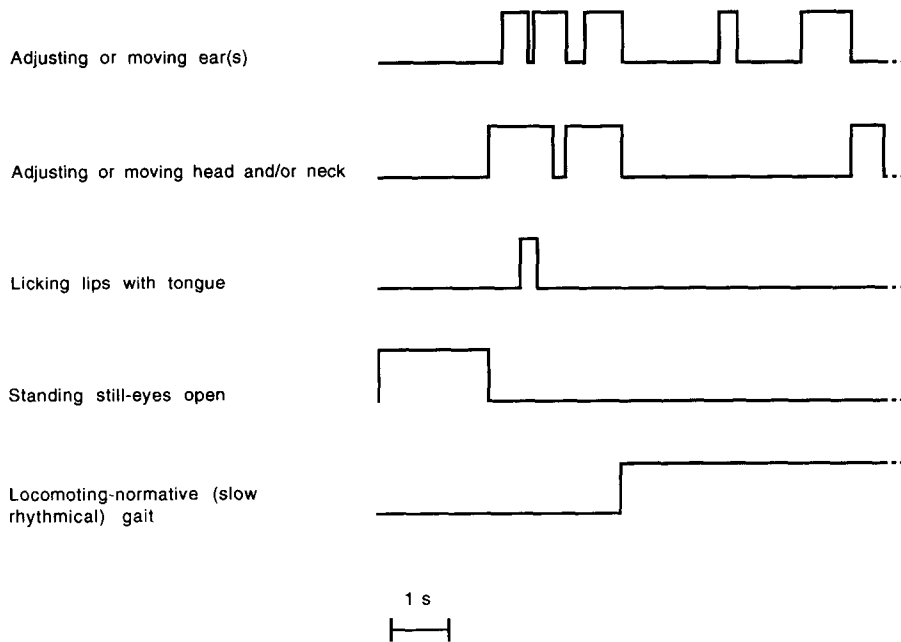 Adjusting or moving ear(s)
Adjusting or moving head and/or neck
Licking lips with tongue
Standing still-eyes open
Locomoting-normative (slow
rhythmical) gait
1 s